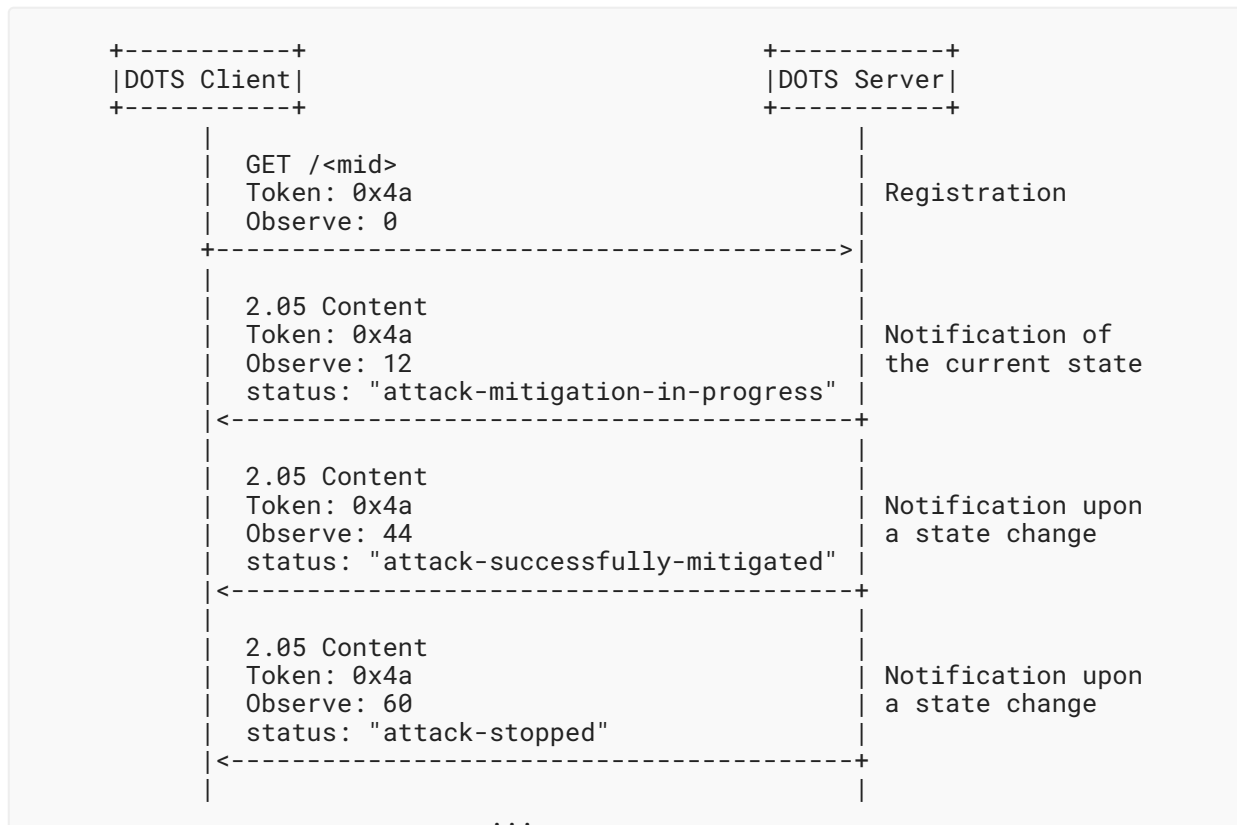 +-----------+                              +-----------+
|DOTS Client|                              |DOTS Server|
+-----------+                              +-----------+
      |                                          |
      |  GET /<mid>                              |
      |  Token: 0x4a                             | Registration
      |  Observe: 0                              |
      +----------------------------------------->|
      |                                          |
      |  2.05 Content                            |
      |  Token: 0x4a                             | Notification of
      |  Observe: 12                             | the current state
      |  status: "attack-mitigation-in-progress" |
      |<-----------------------------------------+
      |                                          |
      |  2.05 Content                            |
      |  Token: 0x4a                             | Notification upon
      |  Observe: 44                             | a state change
      |  status: "attack-successfully-mitigated" |
      |<-----------------------------------------+
      |                                          |
      |  2.05 Content                            |
      |  Token: 0x4a                             | Notification upon
      |  Observe: 60                             | a state change
      |  status: "attack-stopped"                |
      |<-----------------------------------------+
      |                                          |
                         ...